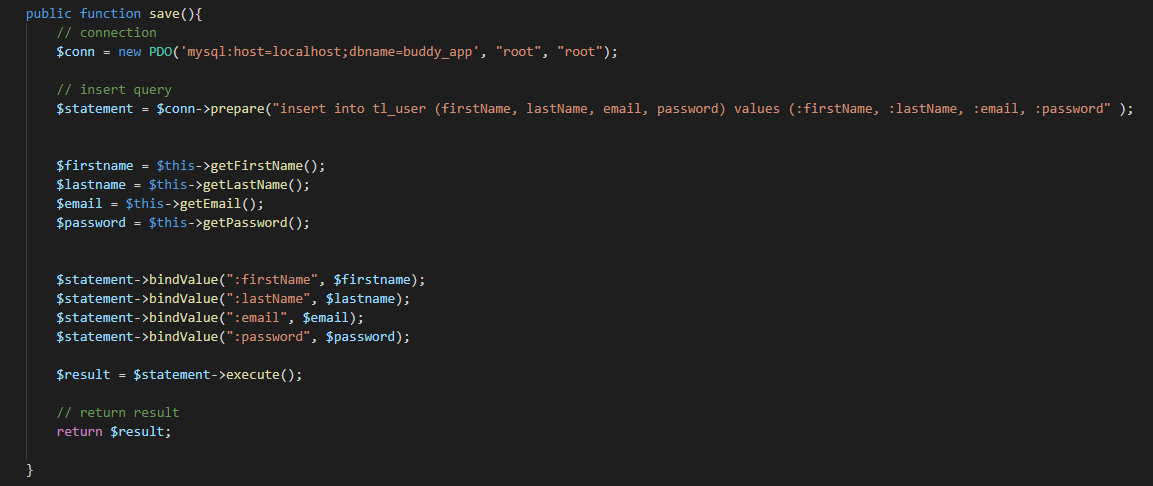 public function save(){
// connection
$conn = new PDO('mysql:host=localhost;dbname=buddy_app', "root", "root");
// insert query
$statement = $conn->prepare("insert into tl_user (firstName, lastName, email, password) values (:firstName, :lastName, :email, :password" );
$firstname = $this->getFirstName();
$lastname = $this->getLastName();
$email = $this->getEmail();
$password = $this->getPassword();
$statement->bindValue(":firstName", $firstname);
$statement->bindValue(":lastName", $lastname);
$statement->bindValue(":email", $email);
$statement->bindValue(":password", $password);
$result = $statement->execute();
// return result
return $result;
}